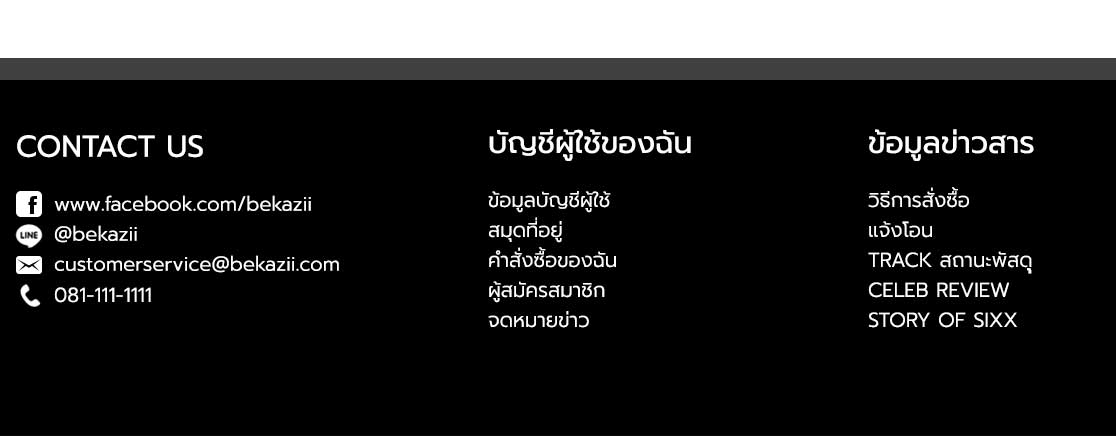 CONTACT US
www.facebook.com/bekazii
LINE @bekazii
customerservice@bekazii.com
081-111-1111
บัญชีผู้ใช้ของฉัน
ข้อมูลบัญชีผู้ใช้
สมุดที่อยู่
คำสั่งซื้อของฉัน
ผู้สมัครสมาชิก
จดหมายข่าว
ข้อมูลข่าวสาร
วิธีการสั่งซื้อ
แจ้งโอน
TRACK สถานะพัสดุ
CELEB REVIEW
STORY OF SIXX